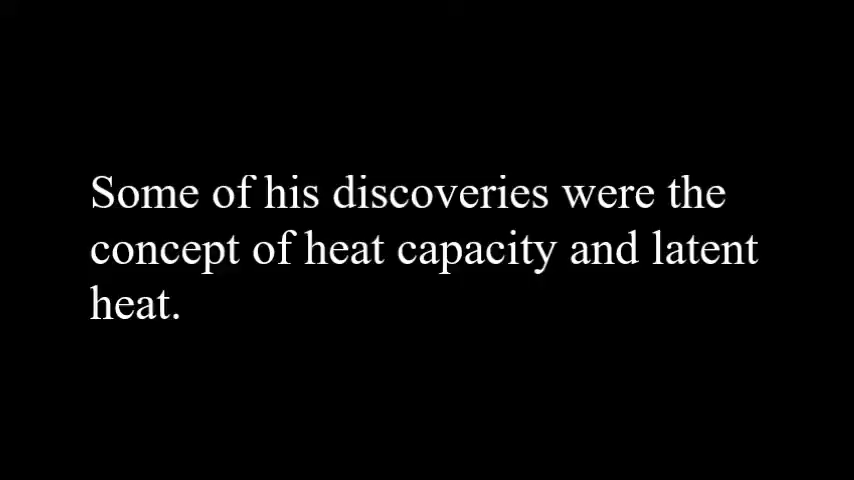 Some of his discoveries were the
concept of heat capacity and latent
heat.